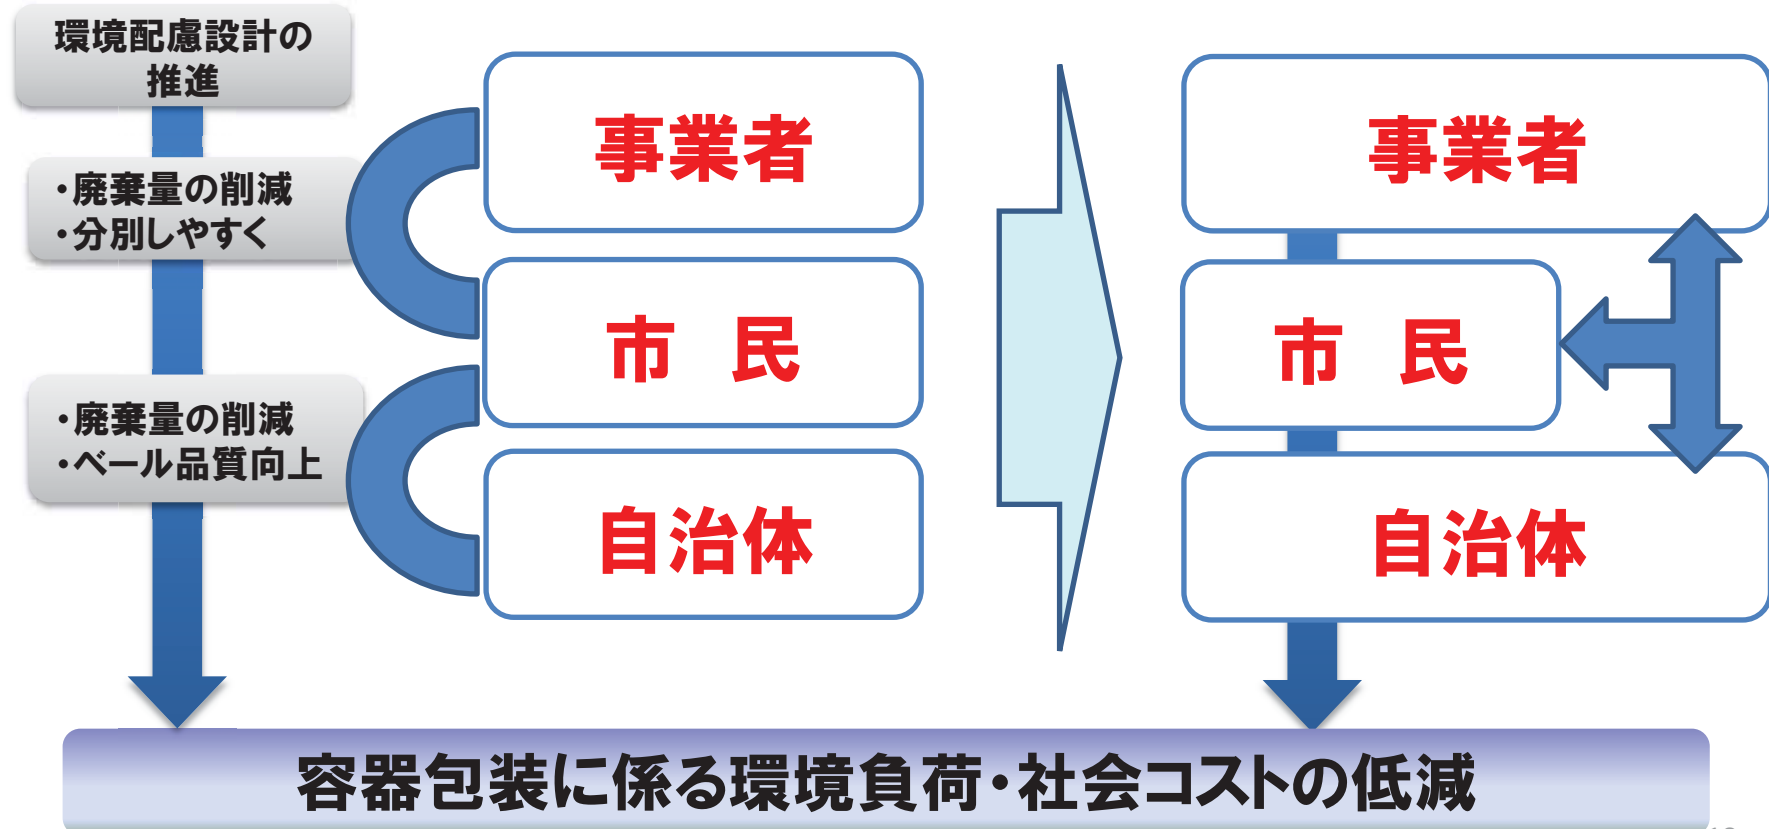 環境配慮設計の
推進
・廃棄量の削減
・分別しやすく
・廃棄量の削減
・ベール品質向上
事業者
市　民
自治体
事業者
市　民
自治体
容器包装に係る環境負荷・社会コストの低減